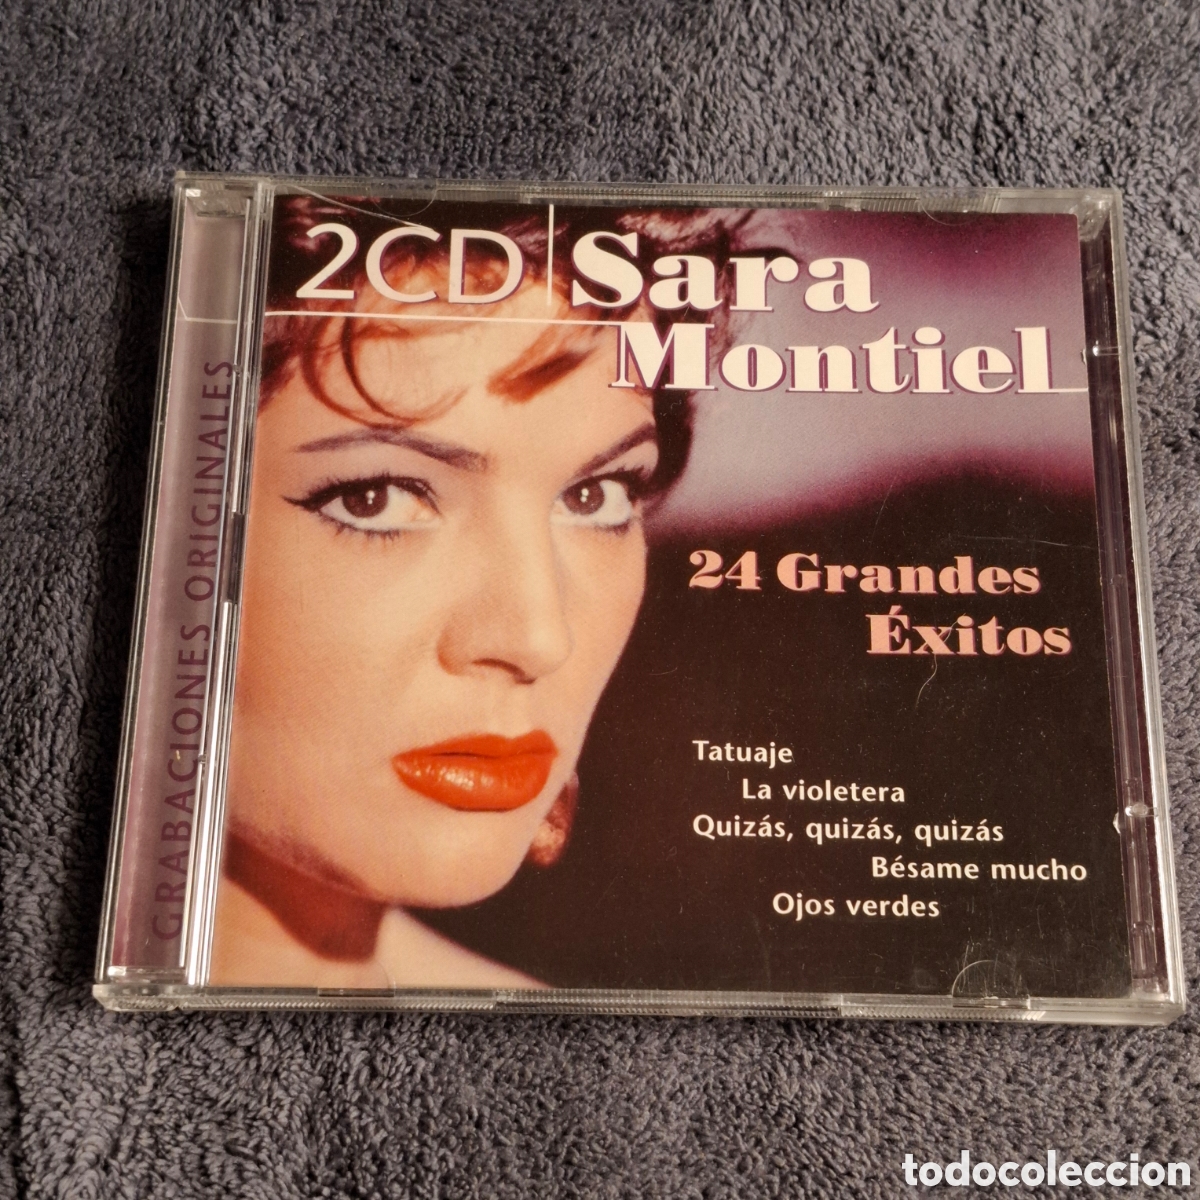 2CD
Sara
Montiel
GRABACIONES ORIGINALES
24 Grandes
Éxitos
Tatuaje
La violetera
Quizás, quizás, quizás
Bésame mucho
Ojos verdes
todocoleccion